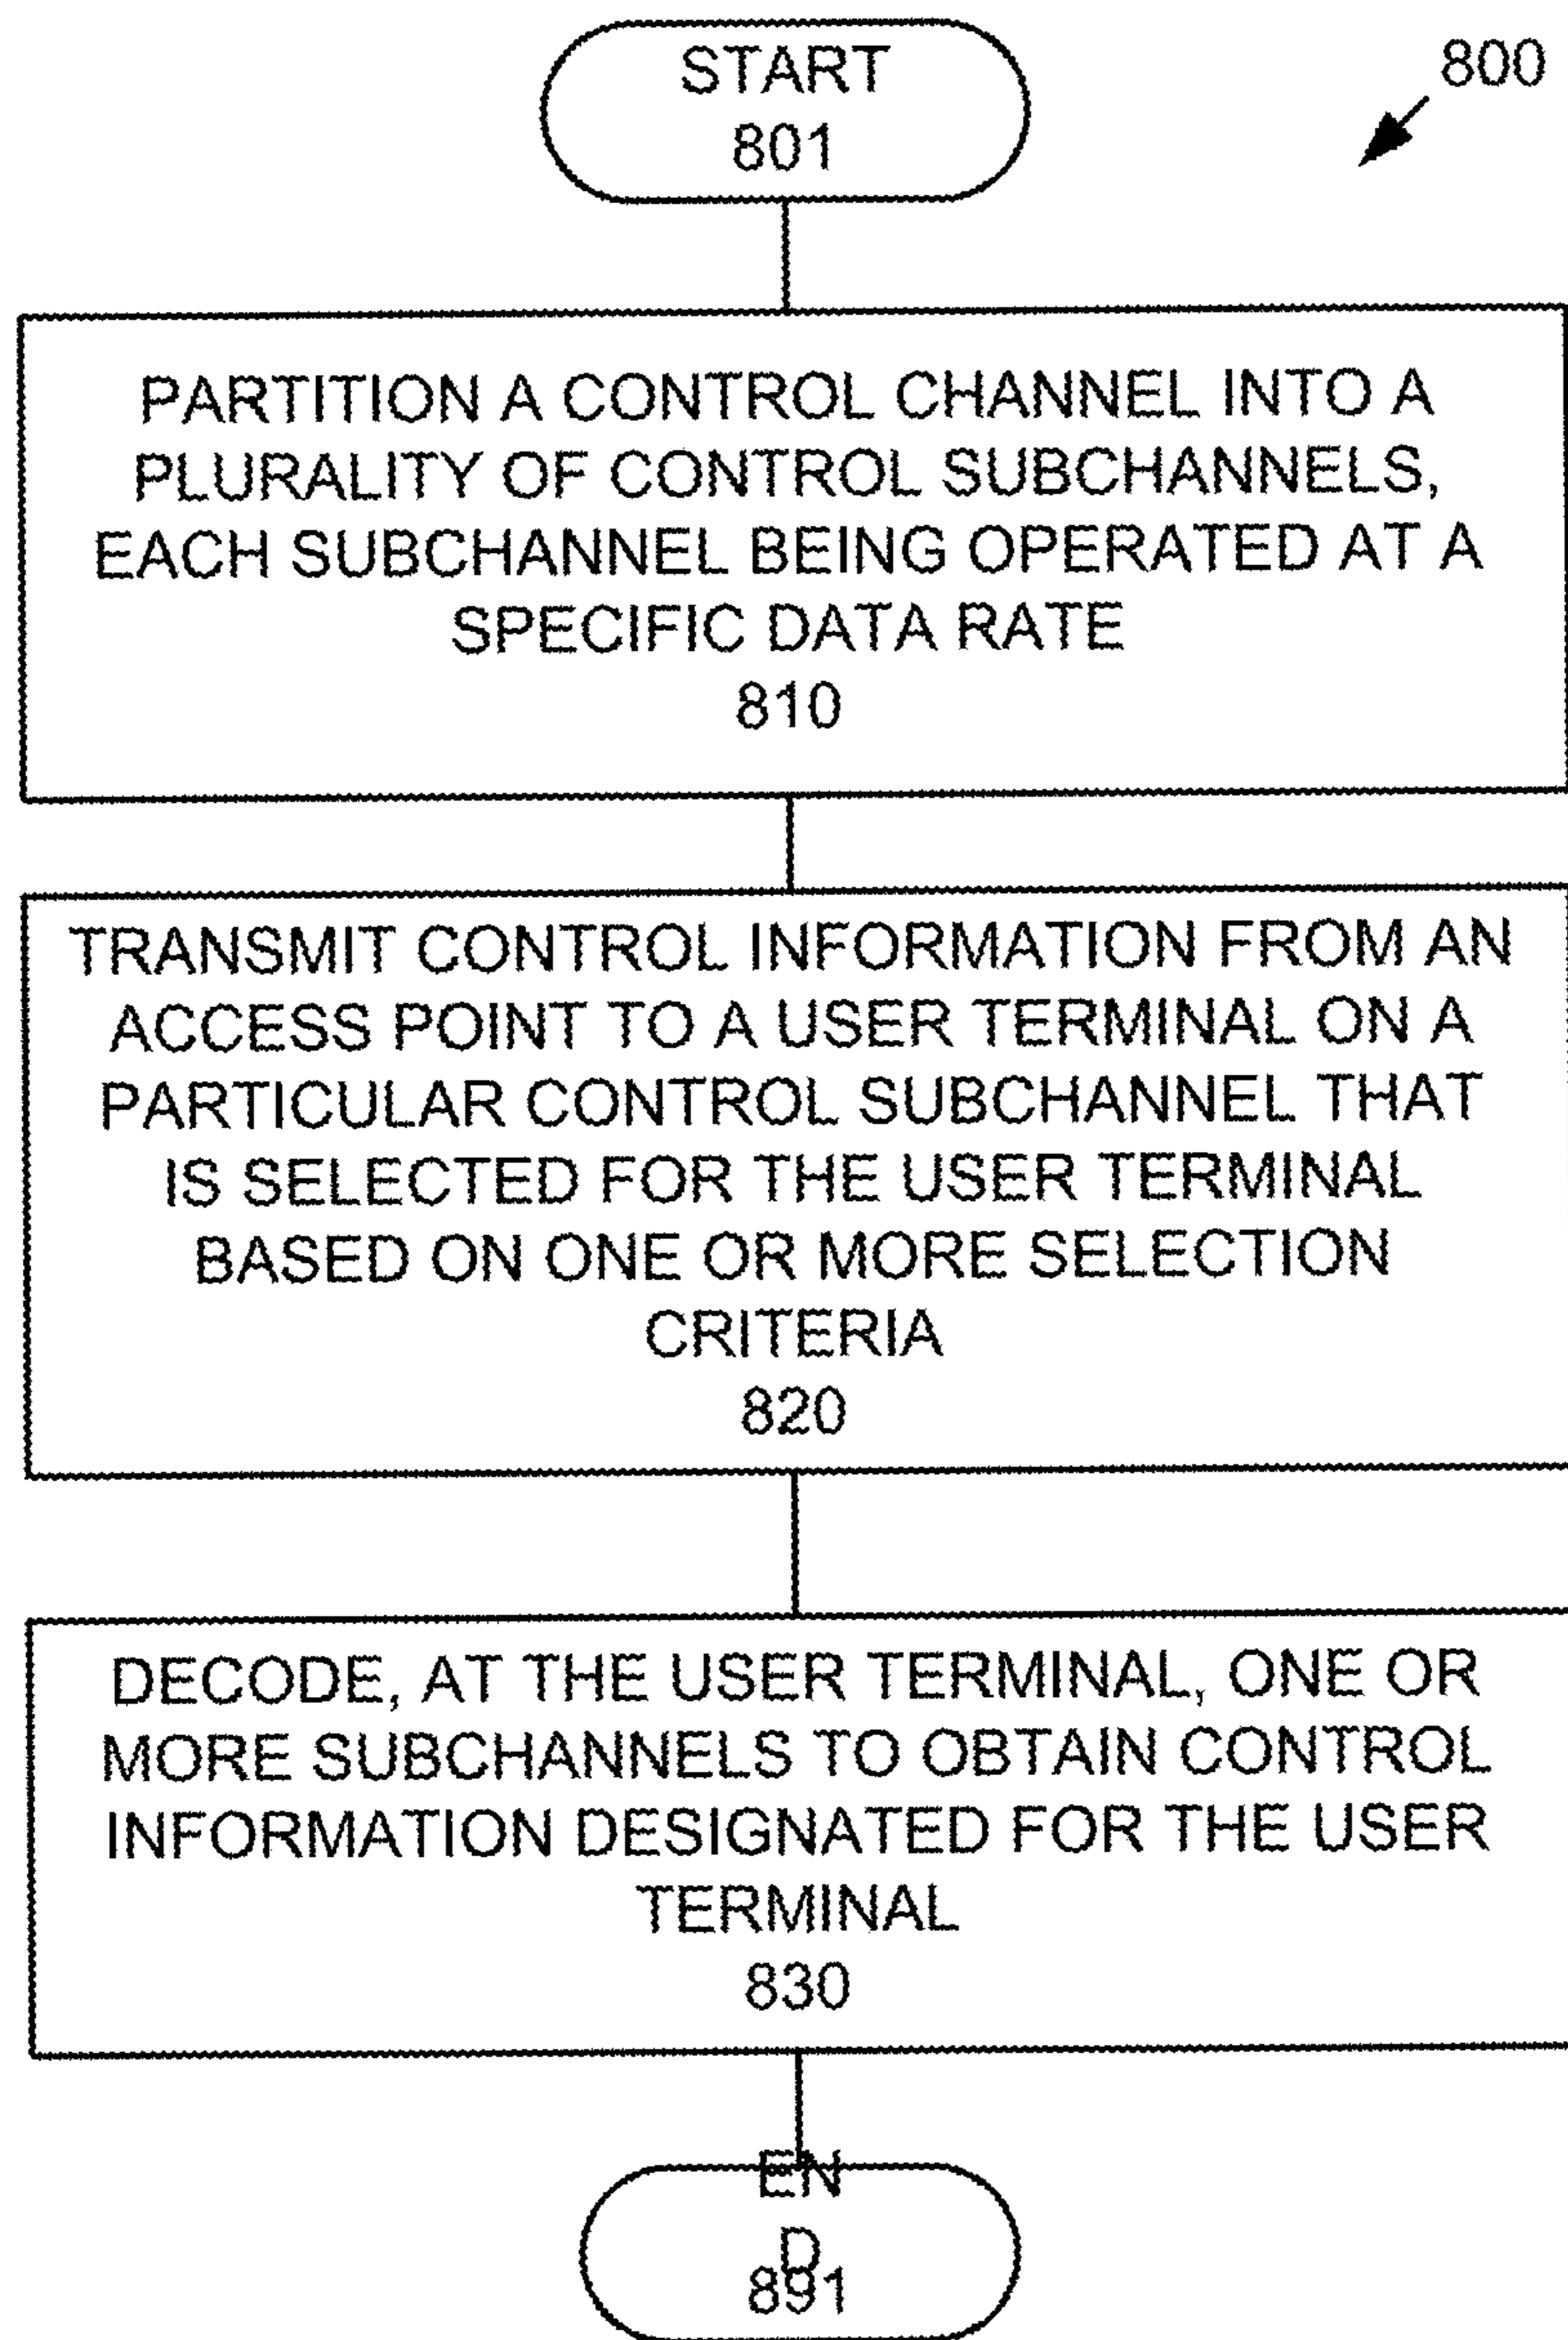 START
801
800
PARTITION A CONTROL CHANNEL INTO A
PLURALITY OF CONTROL SUBCHANNELS,
EACH SUBCHANNEL BEING OPERATED AT A
SPECIFIC DATA RATE
810
TRANSMIT CONTROL INFORMATION FROM AN
ACCESS POINT TO A USER TERMINAL ON A
PARTICULAR CONTROL SUBCHANNEL THAT
IS SELECTED FOR THE USER TERMINAL
BASED ON ONE OR MORE SELECTION
CRITERIA
820
DECODE, AT THE USER TERMINAL, ONE OR
MORE SUBCHANNELS TO OBTAIN CONTROL
INFORMATION DESIGNATED FOR THE USER
TERMINAL
830
EN
D
891